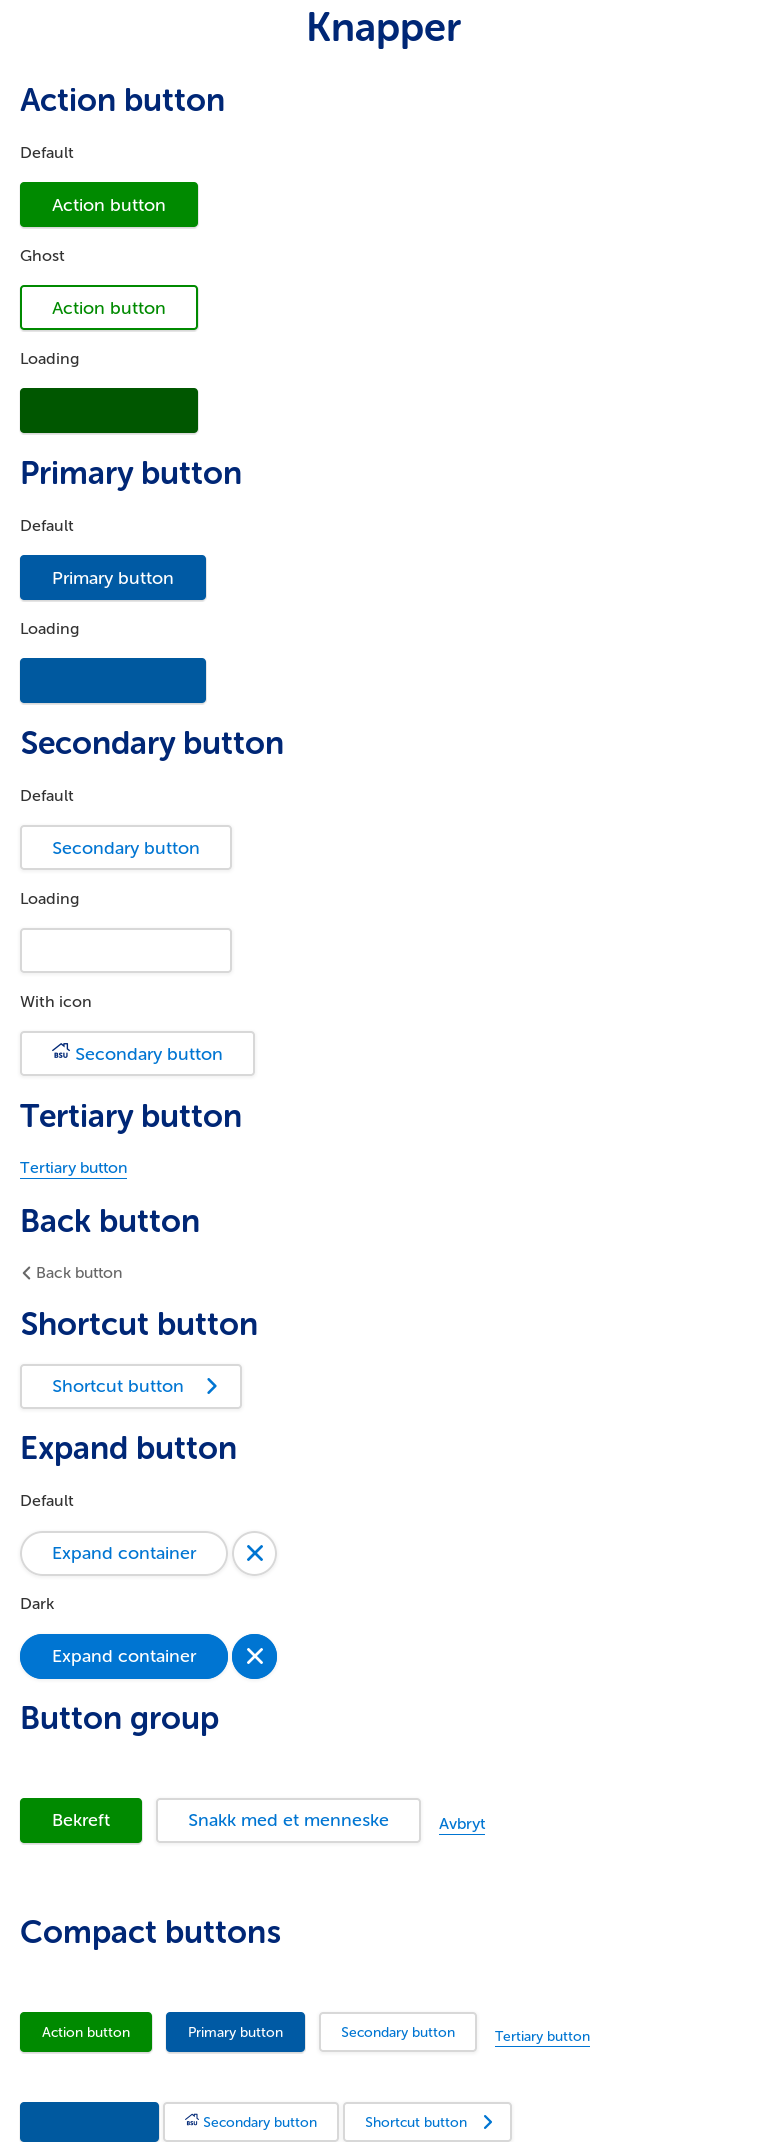 Knapper
Action button
Default
Action button
Ghost
Action button
Loading
Primary button
Default
Primary button
Loading
Secondary button
Default
Secondary button
Loading
With icon
BSU Secondary button
Tertiary button
Tertiary button
Back button
Back button
Shortcut button
Shortcut button
Expand button
Default
Expand container
Dark
Expand container
Button group
Bekreft Snakk med et menneske Avbryt
Compact buttons
Action button Primary button Secondary button Tertiary button
BSU Secondary button Shortcut button